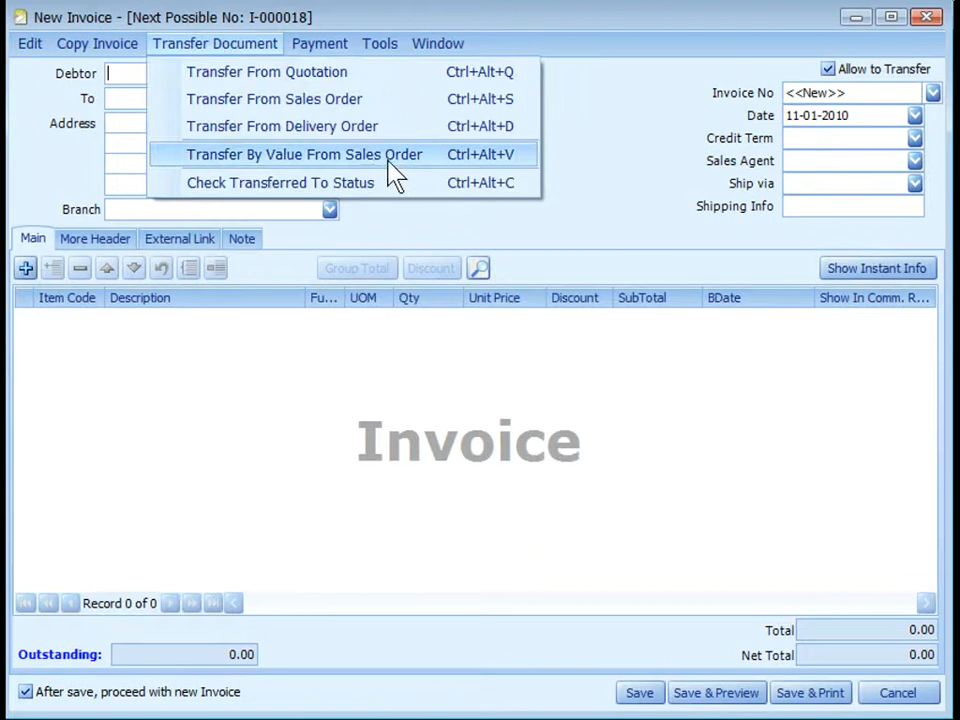 New Invoice - [Next Possible No: I-000018]
Edit Copy Invoice Transfer Document Payment Tools Window
Transfer From Quotation Ctrl+Alt+Q
Transfer From Sales Order Ctrl+Alt+S
Transfer From Delivery Order Ctrl+Alt+D
Transfer By Value From Sales Order Ctrl+Alt+V
Check Transferred To Status Ctrl+Alt+C
Debtor
To
Address
Branch
Allow to Transfer
Invoice No <<New>>
Date 11-01-2010
Credit Term
Sales Agent
Ship via
Shipping Info
Main More Header External Link Note
Group Total Discount Show Instant Info
Item Code Description Fu... UOM Qty Unit Price Discount SubTotal BDate Show In Comm. R...
Invoice
Record 0 of 0
Total 0.00
Outstanding: 0.00 Net Total 0.00
After save, proceed with new Invoice Save Save & Preview Save & Print Cancel